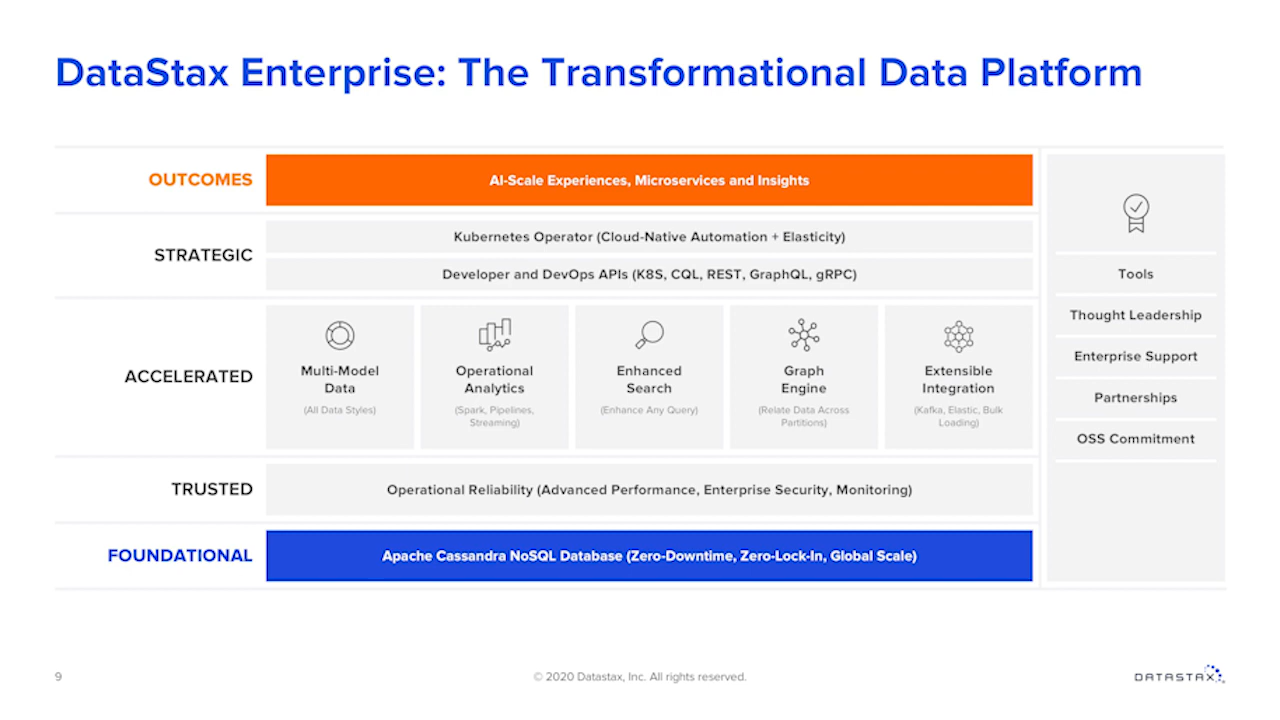 DataStax Enterprise: The Transformational Data Platform
OUTCOMES
AI-Scale Experiences, Microservices and Insights
STRATEGIC
Kubernetes Operator (Cloud-Native Automation + Elasticity)
Developer and DevOps APIs (K8S, CQL, REST, GraphQL, gRPC)
ACCELERATED
Multi-Model
Data
(All Data Styles)
Operational
Analytics
(Spark, Pipelines,
Streaming)
Enhanced
Search
(Enhance Any Query)
Graph
Engine
(Relate Data Across
Partitions)
Extensible
Integration
(Kafka, Elastic, Bulk
Loading)
TRUSTED
Operational Reliability (Advanced Performance, Enterprise Security, Monitoring)
FOUNDATIONAL
Apache Cassandra NoSQL Database (Zero-Downtime, Zero-Lock-In, Global Scale)
Tools
Thought Leadership
Enterprise Support
Partnerships
OSS Commitment
9
© 2020 Datastax, Inc. All rights reserved.
DATASTAX